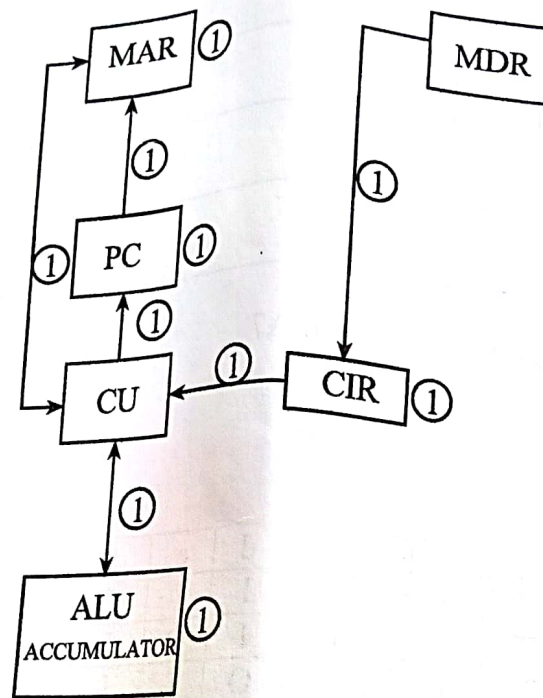 MAR ①
MDR
①
①
PC ①
①
①
CU
①
CIR ①
①
ALU ①
ACCUMULATOR